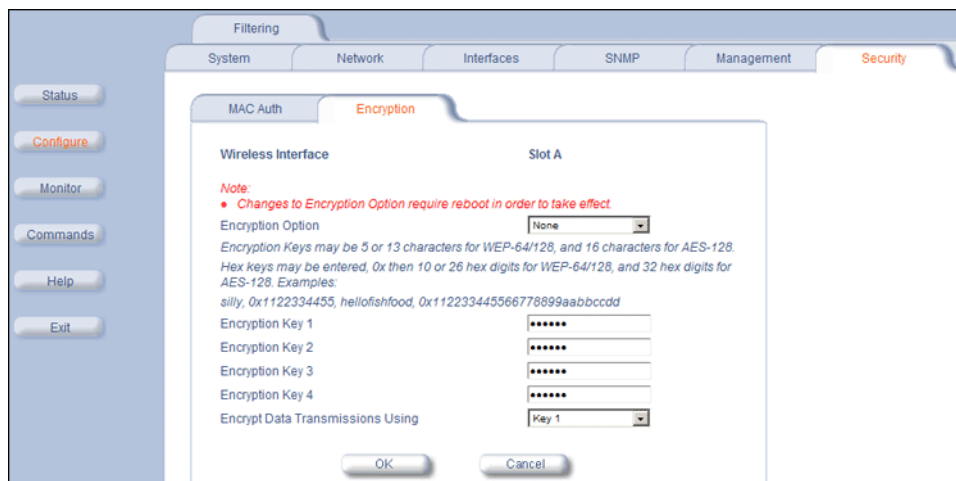 Filtering
System Network Interfaces SNMP Management Security
Status
Configure
Monitor
Commands
Help
Exit
MAC Auth Encryption
Wireless Interface Slot A
Note:
• Changes to Encryption Option require reboot in order to take effect.
Encryption Option None
Encryption Keys may be 5 or 13 characters for WEP-64/128, and 16 characters for AES-128.
Hex keys may be entered, 0x then 10 or 26 hex digits for WEP-64/128, and 32 hex digits for
AES-128. Examples:
silly, 0x1122334455, hellofishfood, 0x112233445566778899aabbccdd
Encryption Key 1 ••••••
Encryption Key 2 ••••••
Encryption Key 3 ••••••
Encryption Key 4 ••••••
Encrypt Data Transmissions Using Key 1
OK Cancel